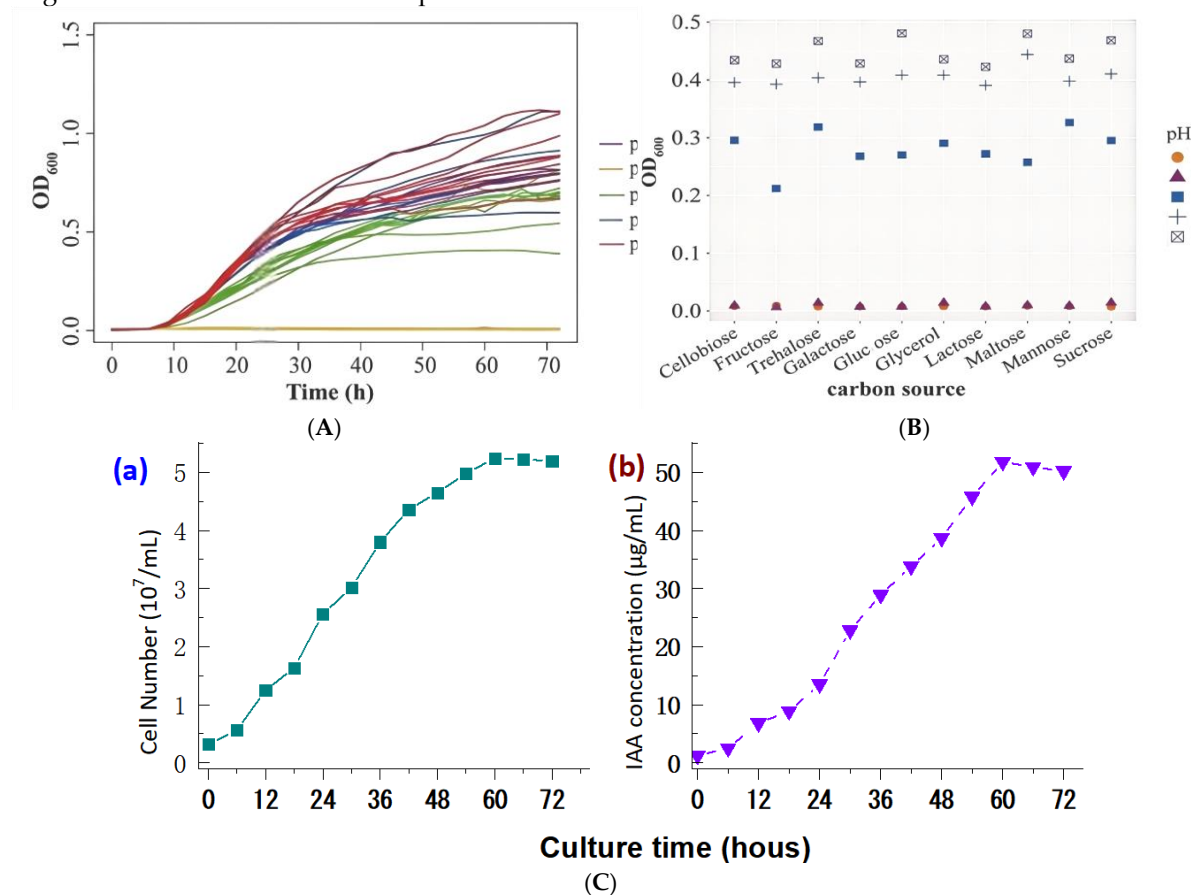 1.5
1.0
0.5
0.0
OD600
0 10 20 30 40 50 60 70
Time (h)
p
p
p
p
p
(A)
0.5
0.4
0.3
0.2
0.1
0.0
OD600
pH
Cellobiose Fructose Trehalose Galactose Gluc ose Glycerol Lactose Maltose Mannose Sucrose
carbon source
(B)
(a)
5
4
3
2
1
0
Cell Number (10⁷/mL)
0 12 24 36 48 60 72
(b)
50
40
30
20
10
0
IAA concentration (μg/mL)
0 12 24 36 48 60 72
Culture time (hous)
(C)